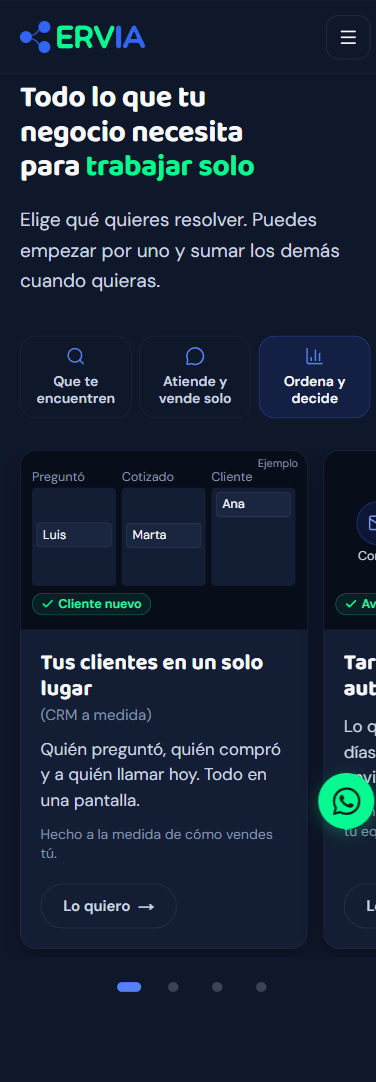 ERVIA
Todo lo que tu
negocio necesita
para trabajar solo
Elige qué quieres resolver. Puedes
empezar por uno y sumar los demás
cuando quieras.
Que te
encuentren
Atiende y
vende solo
Ordena y
decide
Ejemplo
Preguntó
Cotizado
Cliente
Ana
Luis
Marta
Cliente nuevo
Tus clientes en un solo
lugar
(CRM a medida)
Quién preguntó, quién compró
y a quién llamar hoy. Todo en
una pantalla.
Hecho a la medida de cómo vendes
tú.
Lo quiero →
Lo
días